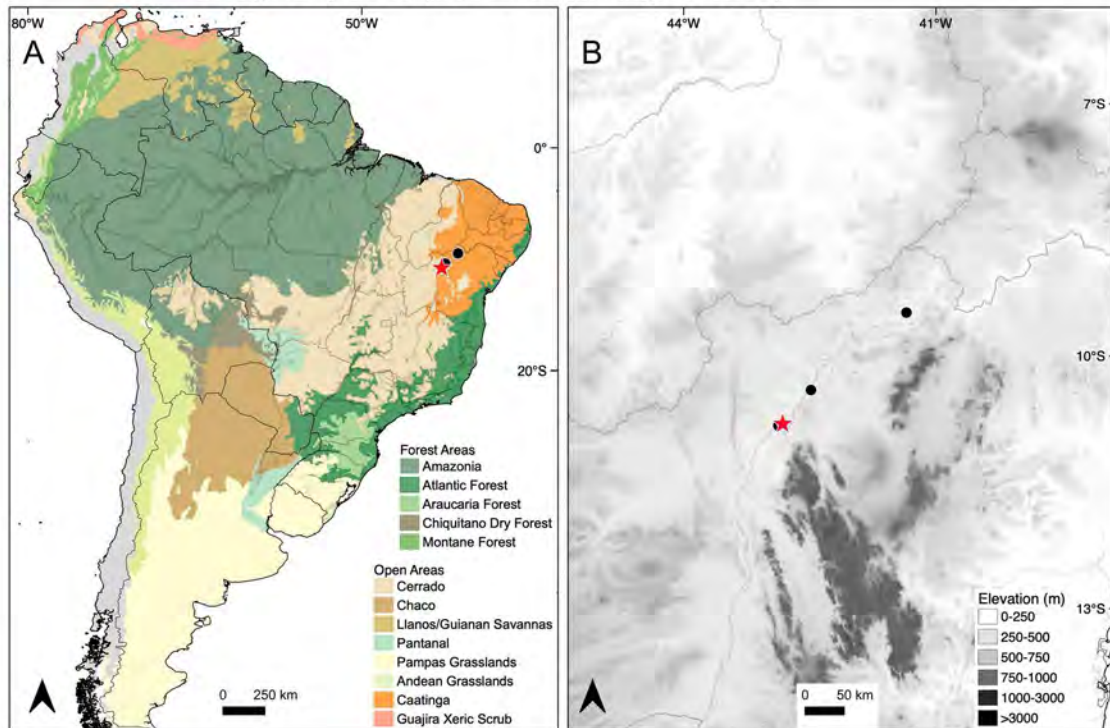 80°W
50°W
A
0°
20°S
Forest Areas
Amazonia
Atlantic Forest
Araucaria Forest
Chiquitano Dry Forest
Montane Forest
Open Areas
Cerrado
Chaco
Llanos/Guianan Savannas
Pantanal
Pampas Grasslands
Andean Grasslands
Caatinga
Guajira Xeric Scrub
0 250 km
44°W
41°W
B
7°S
10°S
13°S
Elevation (m)
0-250
250-500
500-750
750-1000
1000-3000
>3000
0 50 km